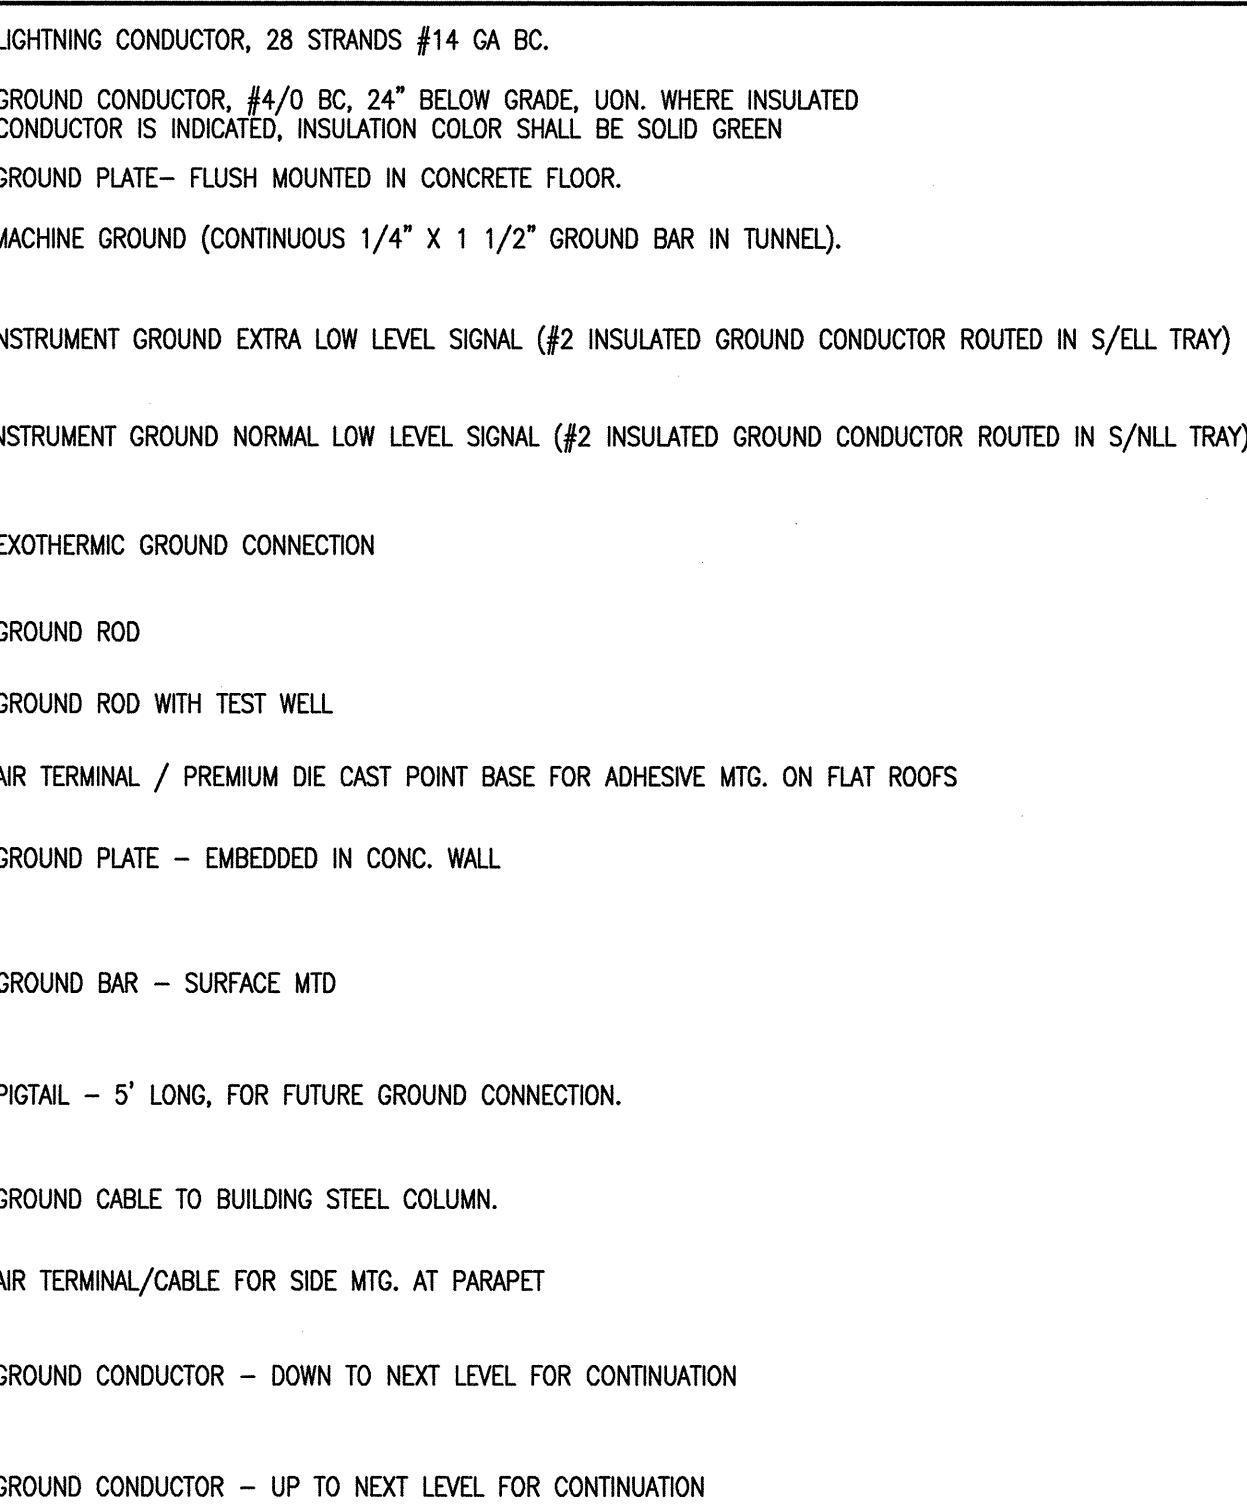 LIGHTNING CONDUCTOR, 28 STRANDS #14 GA BC.
GROUND CONDUCTOR, #4/0 BC, 24" BELOW GRADE, UON. WHERE INSULATED
CONDUCTOR IS INDICATED, INSULATION COLOR SHALL BE SOLID GREEN
GROUND PLATE– FLUSH MOUNTED IN CONCRETE FLOOR.
MACHINE GROUND (CONTINUOUS 1/4" X 1 1/2" GROUND BAR IN TUNNEL).
INSTRUMENT GROUND EXTRA LOW LEVEL SIGNAL (#2 INSULATED GROUND CONDUCTOR ROUTED IN S/ELL TRAY)
INSTRUMENT GROUND NORMAL LOW LEVEL SIGNAL (#2 INSULATED GROUND CONDUCTOR ROUTED IN S/NLL TRAY)
EXOTHERMIC GROUND CONNECTION
GROUND ROD
GROUND ROD WITH TEST WELL
AIR TERMINAL / PREMIUM DIE CAST POINT BASE FOR ADHESIVE MTG. ON FLAT ROOFS
GROUND PLATE – EMBEDDED IN CONC. WALL
GROUND BAR – SURFACE MTD
PIGTAIL – 5' LONG, FOR FUTURE GROUND CONNECTION.
GROUND CABLE TO BUILDING STEEL COLUMN.
AIR TERMINAL/CABLE FOR SIDE MTG. AT PARAPET
GROUND CONDUCTOR – DOWN TO NEXT LEVEL FOR CONTINUATION
GROUND CONDUCTOR – UP TO NEXT LEVEL FOR CONTINUATION